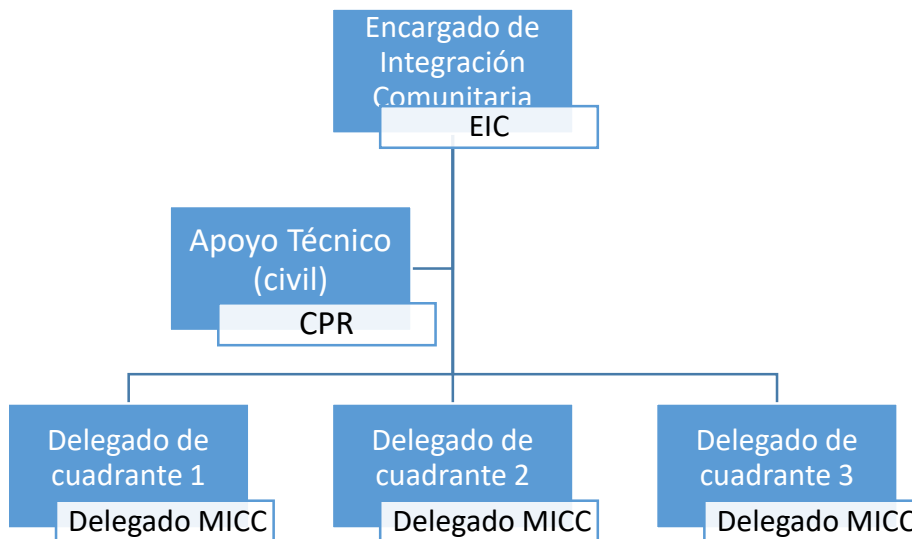 Encargado de
Integración
Comunitaria
EIC
Apoyo Técnico
(civil)
CPR
Delegado de
cuadrante 1
Delegado MICC
Delegado de
cuadrante 2
Delegado MICC
Delegado de
cuadrante 3
Delegado MICC